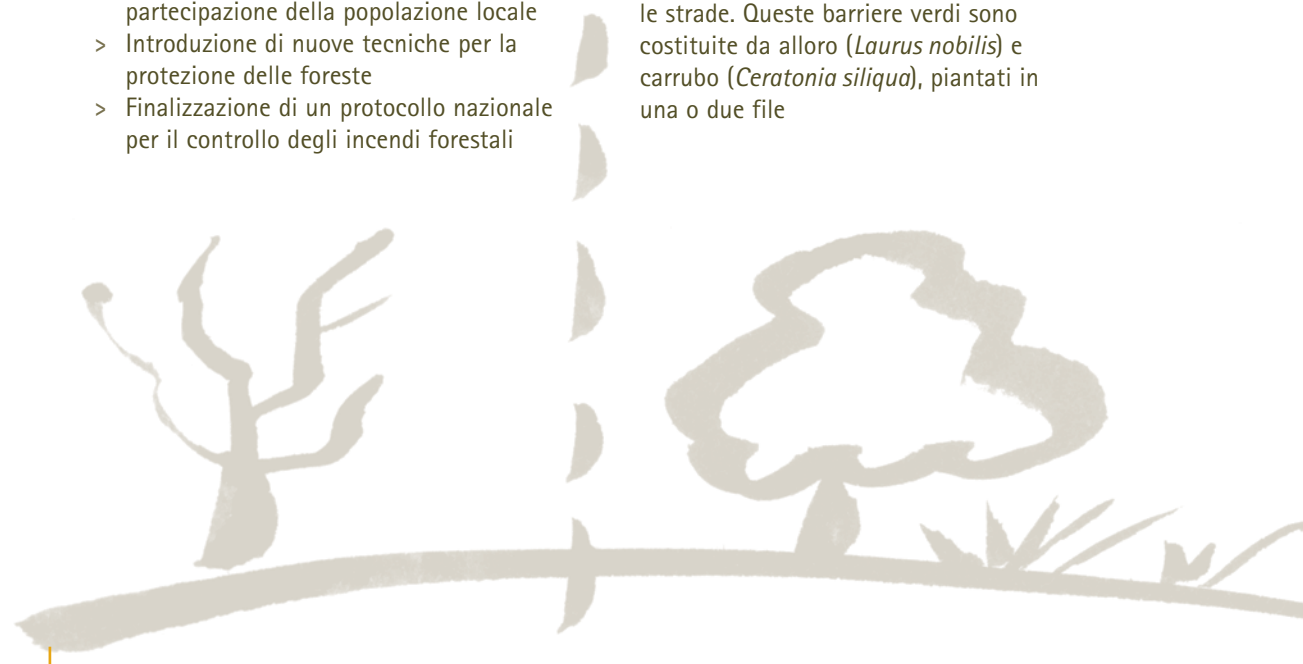 partecipazione della popolazione locale
> Introduzione di nuove tecniche per la
protezione delle foreste
> Finalizzazione di un protocollo nazionale
per il controllo degli incendi forestali
le strade. Queste barriere verdi sono
costituite da alloro (Laurus nobilis) e
carrubo (Ceratonia siliqua), piantati in
una o due file